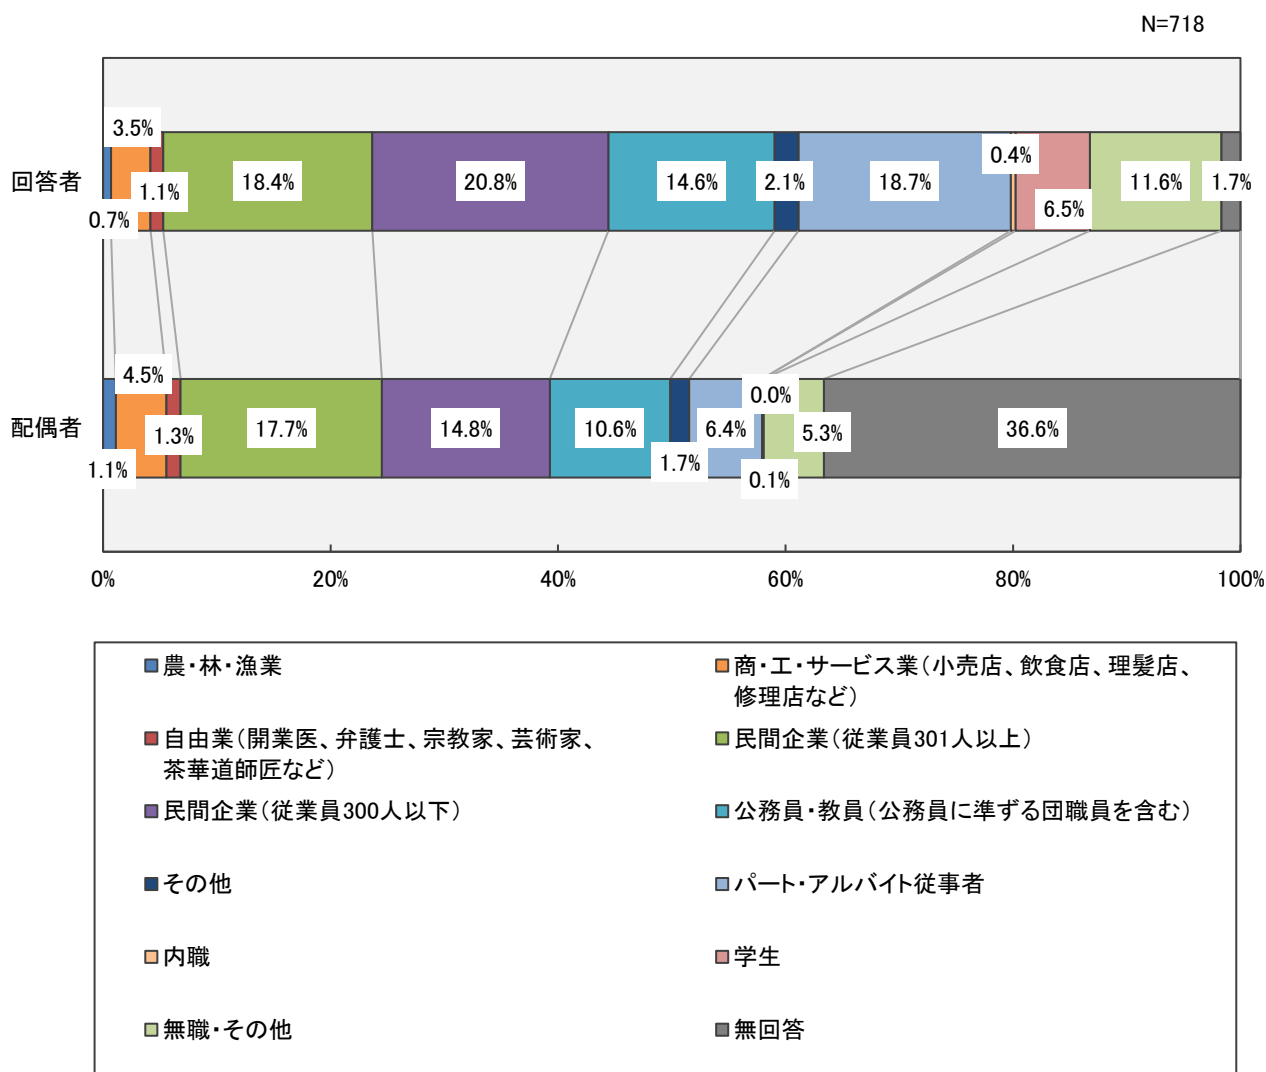 N=718
回答者
3.5%
0.7%
1.1%
18.4%
20.8%
14.6%
2.1%
18.7%
0.4%
6.5%
11.6%
1.7%
配偶者
4.5%
1.1%
1.3%
17.7%
14.8%
10.6%
1.7%
6.4%
0.0%
0.1%
5.3%
36.6%
0%
20%
40%
60%
80%
100%
農・林・漁業
商・工・サービス業(小売店、飲食店、理髪店、
修理店など)
自由業(開業医、弁護士、宗教家、芸術家、
茶華道師匠など)
民間企業(従業員301人以上)
民間企業(従業員300人以下)
公務員・教員(公務員に準ずる団職員を含む)
その他
パート・アルバイト従事者
内職
学生
無職・その他
無回答